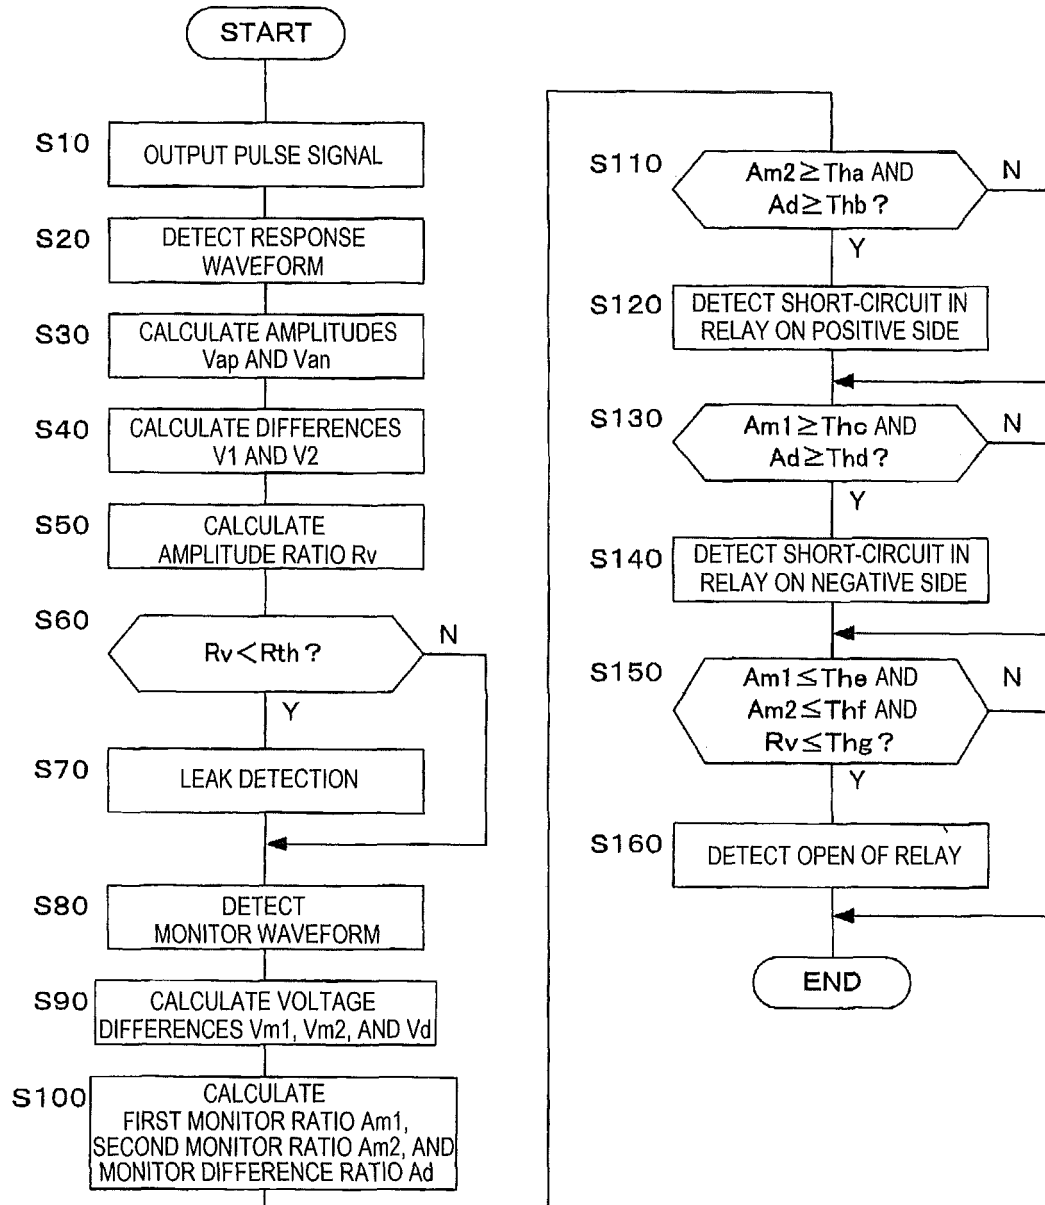 START
S10
OUTPUT PULSE SIGNAL
S20
DETECT RESPONSE
WAVEFORM
S30
CALCULATE AMPLITUDES
Vap AND Van
S40
CALCULATE DIFFERENCES
V1 AND V2
S50
CALCULATE
AMPLITUDE RATIO Rv
S60
Rv<Rth?
N
Y
S70
LEAK DETECTION
S80
DETECT
MONITOR WAVEFORM
S90
CALCULATE VOLTAGE
DIFFERENCES Vm1, Vm2, AND Vd
S100
CALCULATE
FIRST MONITOR RATIO Am1,
SECOND MONITOR RATIO Am2, AND
MONITOR DIFFERENCE RATIO Ad
S110
Am2≧Tha AND
Ad≧Thb?
N
Y
S120
DETECT SHORT-CIRCUIT IN
RELAY ON POSITIVE SIDE
S130
Am1≧Thc AND
Ad≧Thd?
N
Y
S140
DETECT SHORT-CIRCUIT IN
RELAY ON NEGATIVE SIDE
S150
Am1≦The AND
Am2≦Thf AND
Rv≦Thg?
N
Y
S160
DETECT OPEN OF RELAY
END